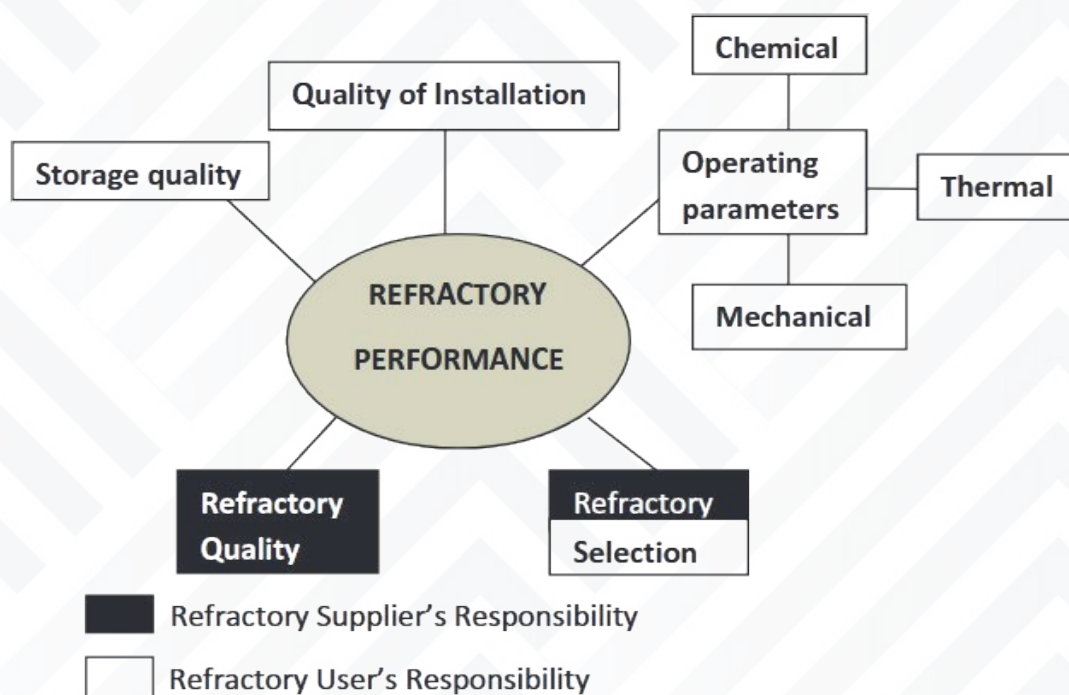 Chemical
Quality of Installation
Storage quality
Operating
parameters
Thermal
Mechanical
REFRACTORY
PERFORMANCE
Refractory
Quality
Refractory
Selection
Refractory Supplier’s Responsibility
Refractory User’s Responsibility